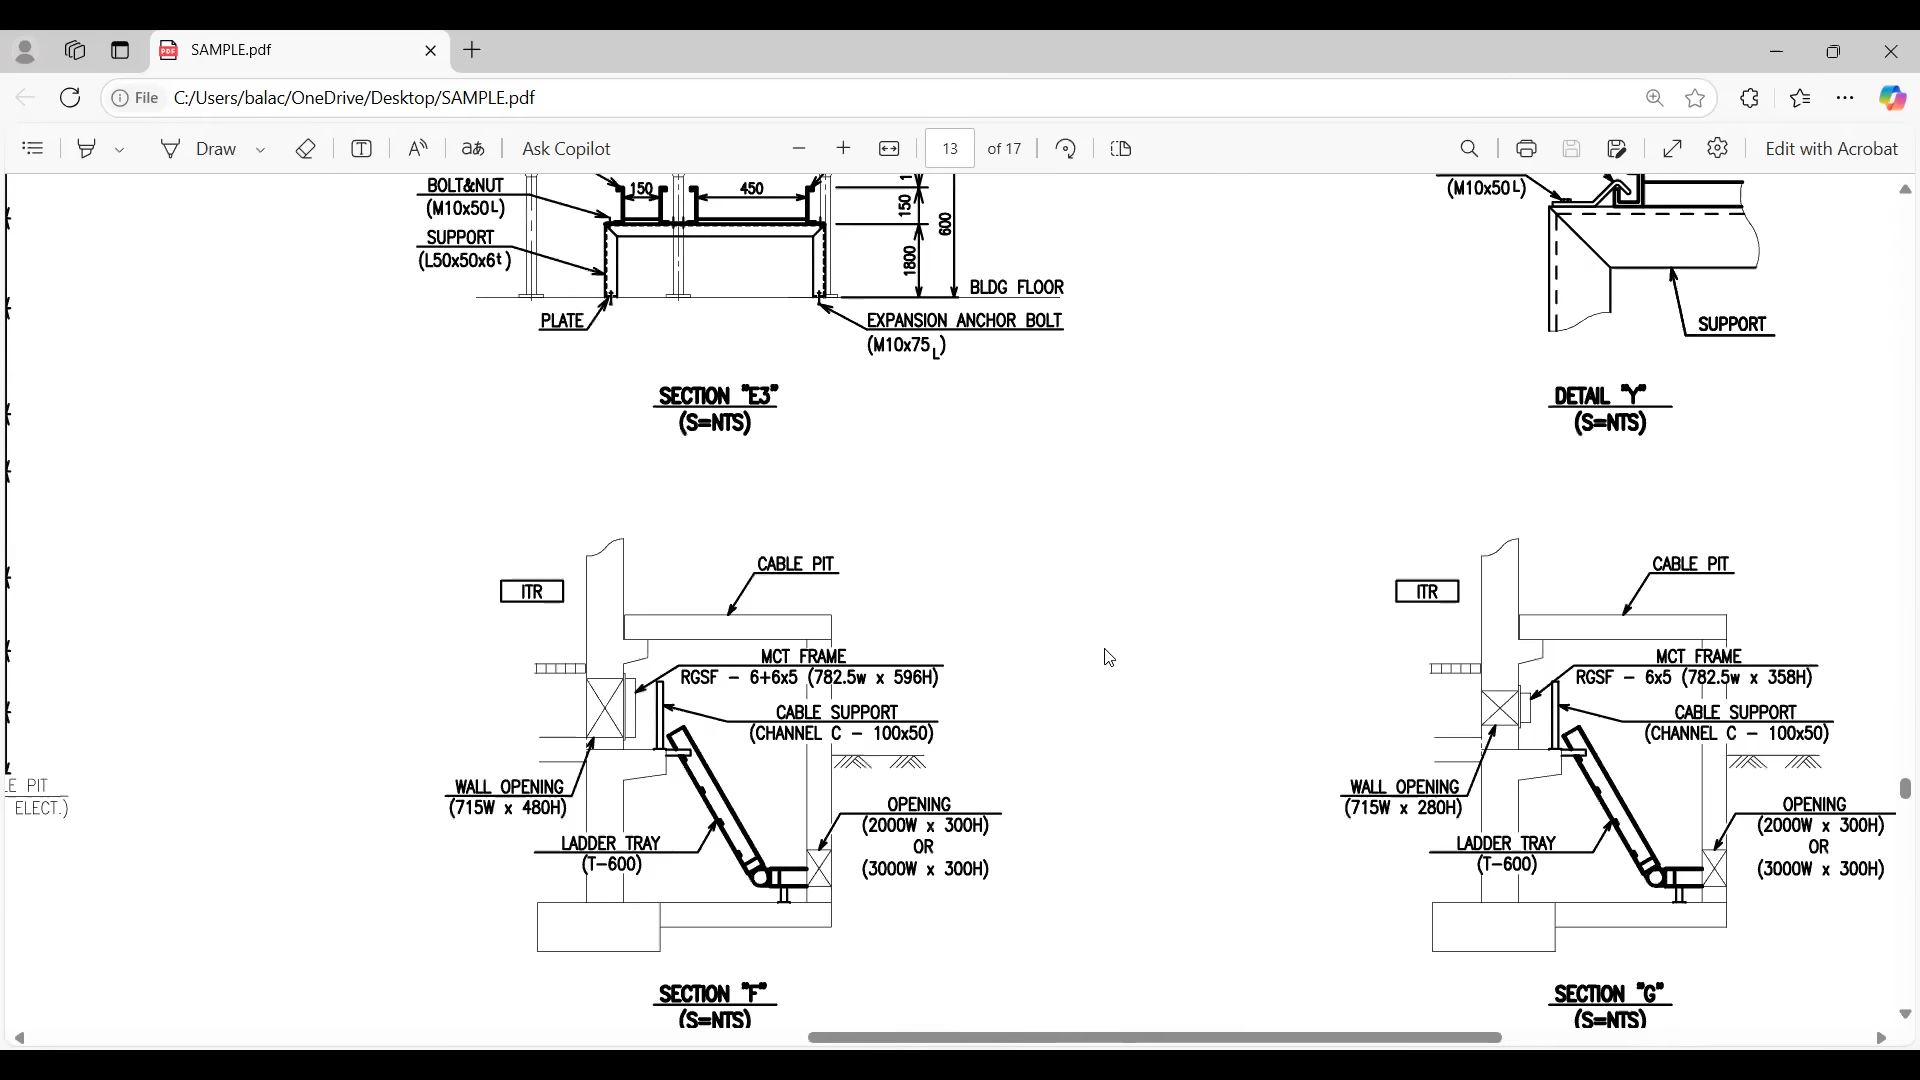 SAMPLE.pdf
File C:/Users/balac/OneDrive/Desktop/SAMPLE.pdf
Draw
Ask Copilot
13 of 17
Edit with Acrobat
BOLT&NUT
(M10x50L)
SUPPORT
(L50x50x6t)
150
450
150
600
1800
BLDG FLOOR
PLATE
EXPANSION ANCHOR BOLT
(M10x75L)
SECTION "E3"
(S=NTS)
(M10x50L)
SUPPORT
DETAIL "Y"
(S=NTS)
E PIT
ELECT.)
ITR
CABLE PIT
MCT FRAME
RGSF - 6+6x5 (782.5w x 596H)
CABLE SUPPORT
(CHANNEL C - 100x50)
WALL OPENING
(715W x 480H)
LADDER TRAY
(T-600)
OPENING
(2000W x 300H)
OR
(3000W x 300H)
SECTION "F"
(S=NTS)
ITR
CABLE PIT
MCT FRAME
RGSF - 6x5 (782.5w x 358H)
CABLE SUPPORT
(CHANNEL C - 100x50)
WALL OPENING
(715W x 280H)
LADDER TRAY
(T-600)
OPENING
(2000W x 300H)
OR
(3000W x 300H)
SECTION "G"
(S=NTS)